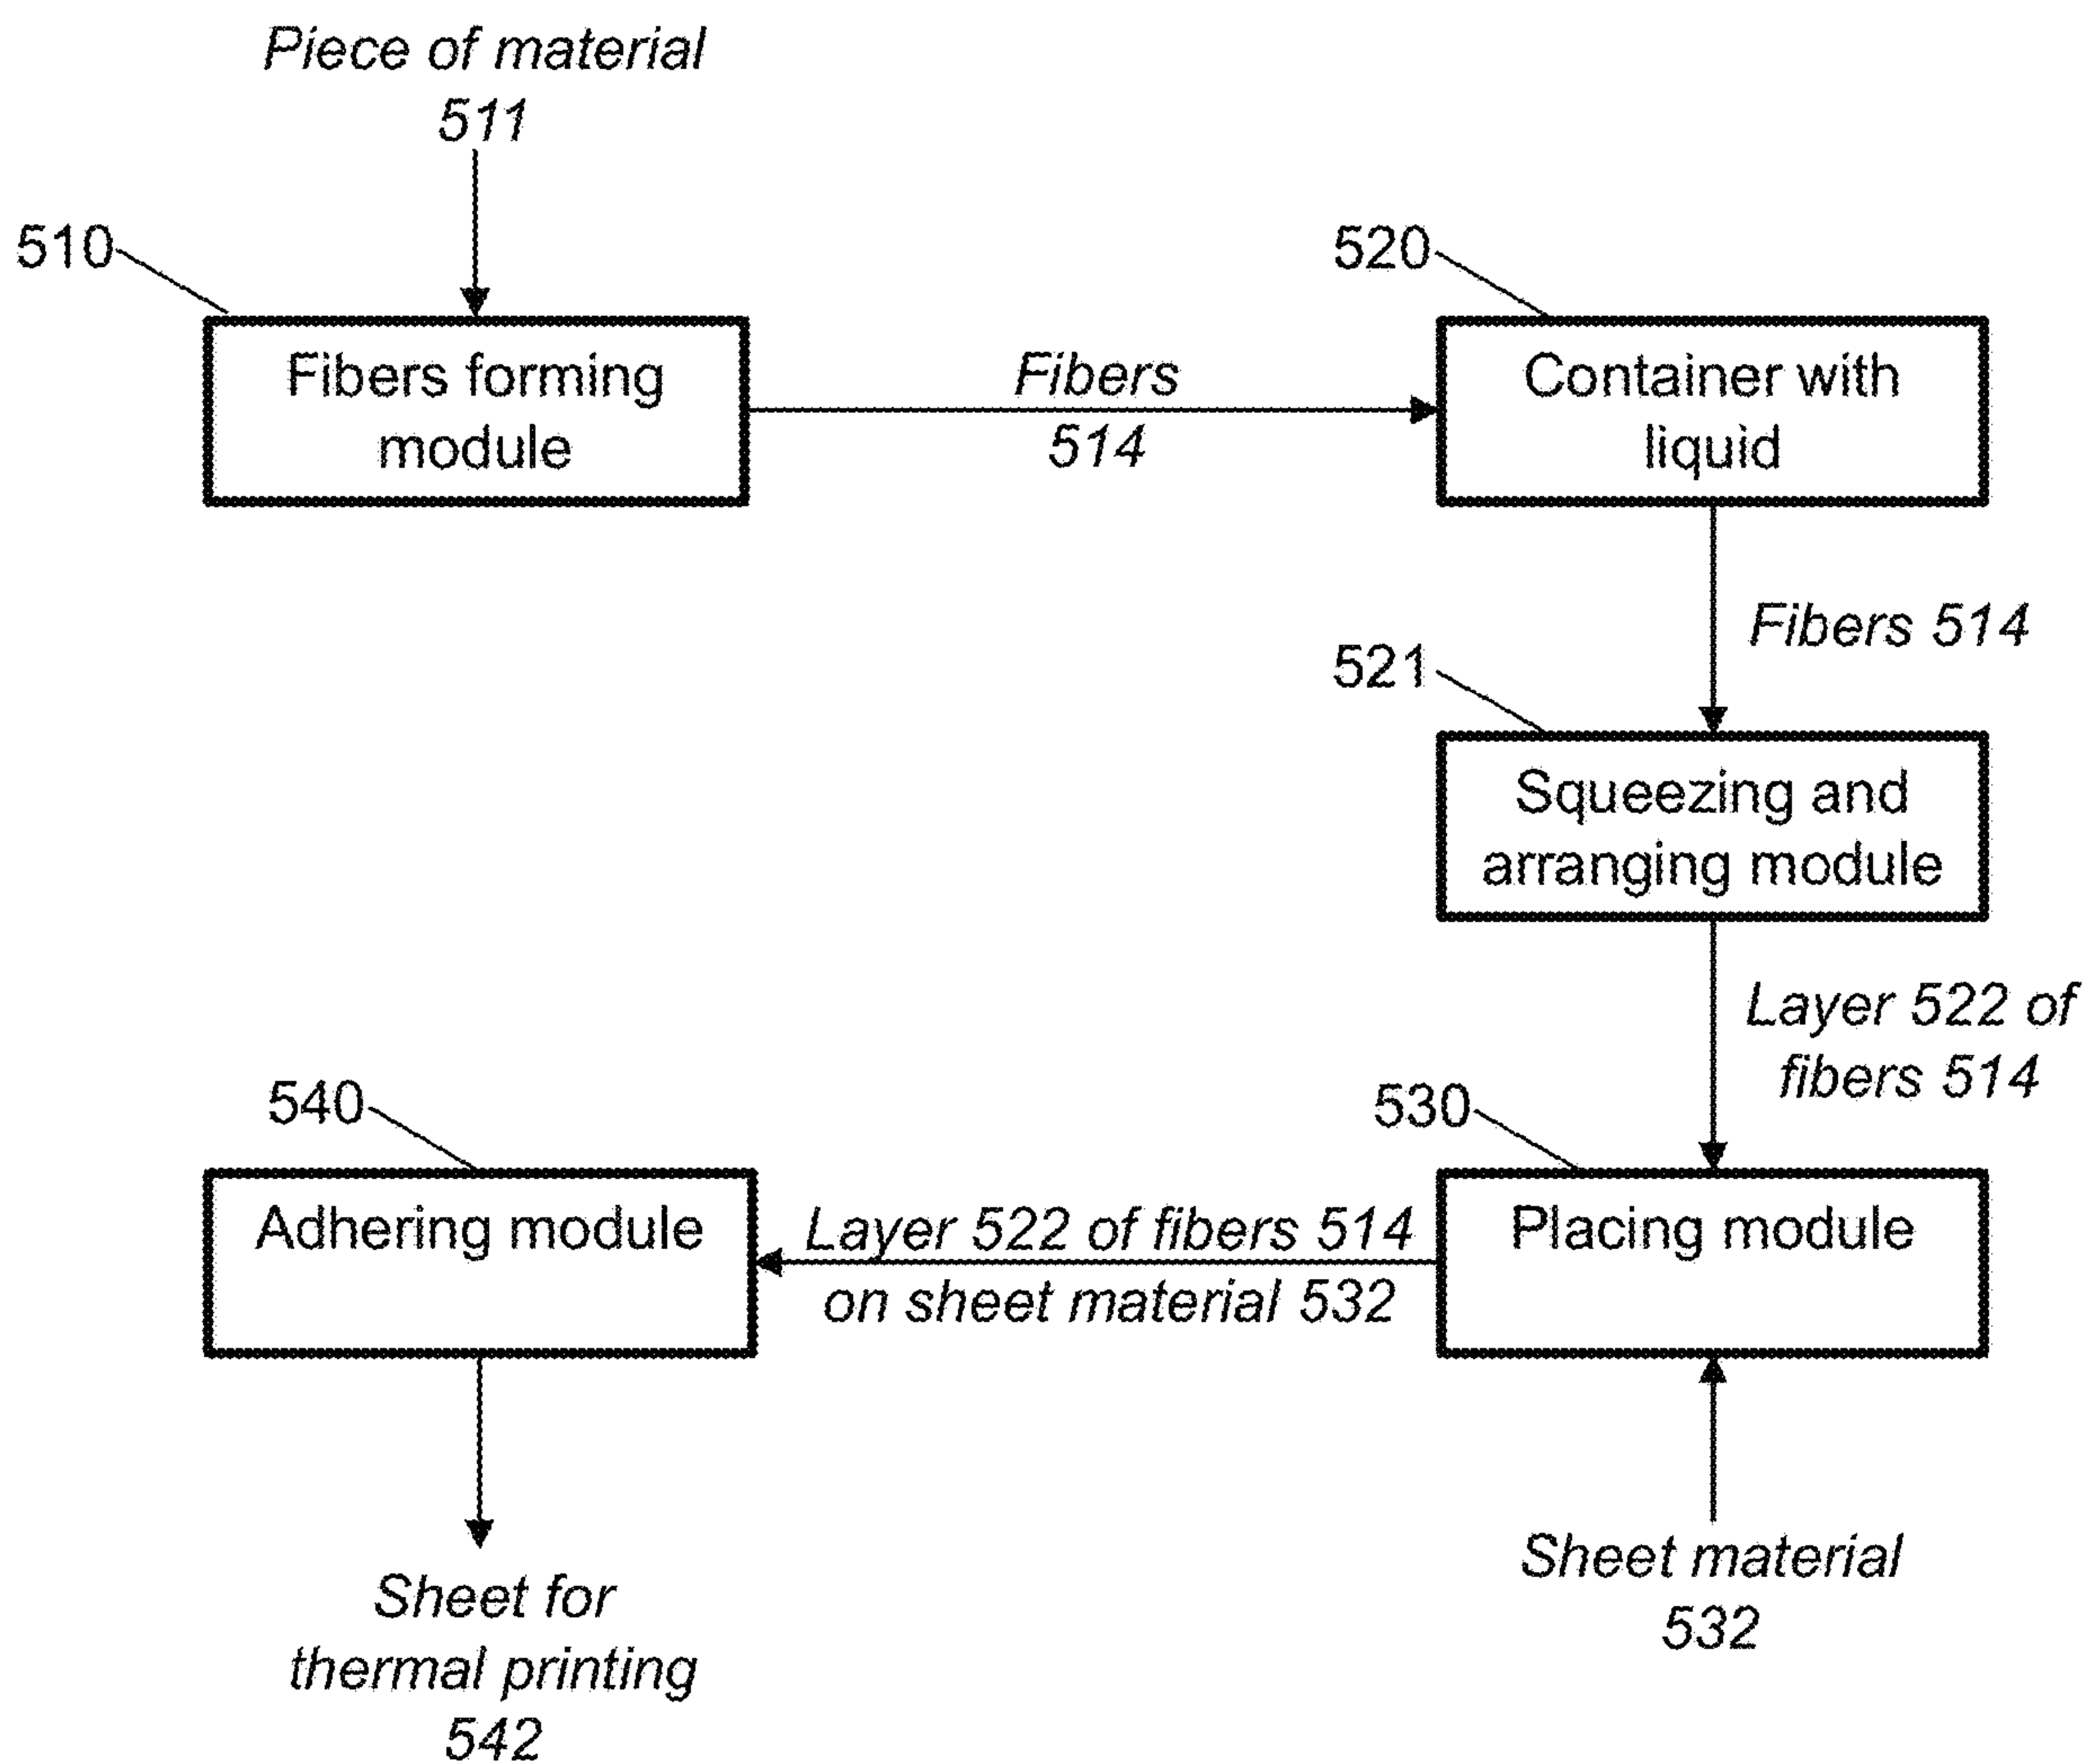 Piece of material
511
510
Fibers forming
module
Fibers
514
520
Container with
liquid
Fibers 514
521
Squeezing and
arranging module
Layer 522 of
fibers 514
530
Placing module
Sheet material
532
Layer 522 of fibers 514
on sheet material 532
540
Adhering module
Sheet for
thermal printing
542